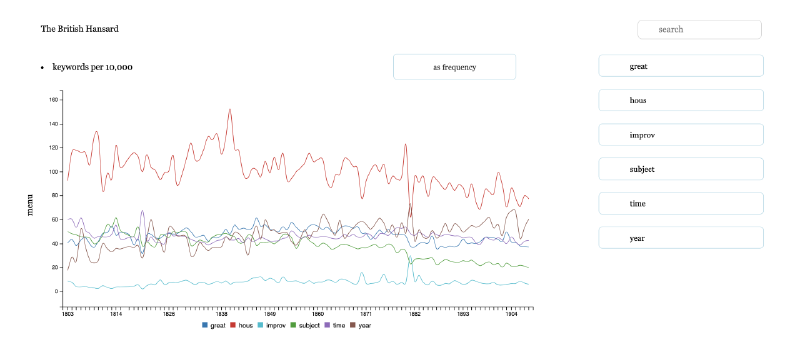 The British Hansard
search
• keywords per 10,000
as frequency
great
hous
improv
subject
time
year
menu
160
140
120
100
80
60
40
20
0
1803 1814 1826 1838 1849 1860 1871 1882 1893 1904
great hous improv subject time year